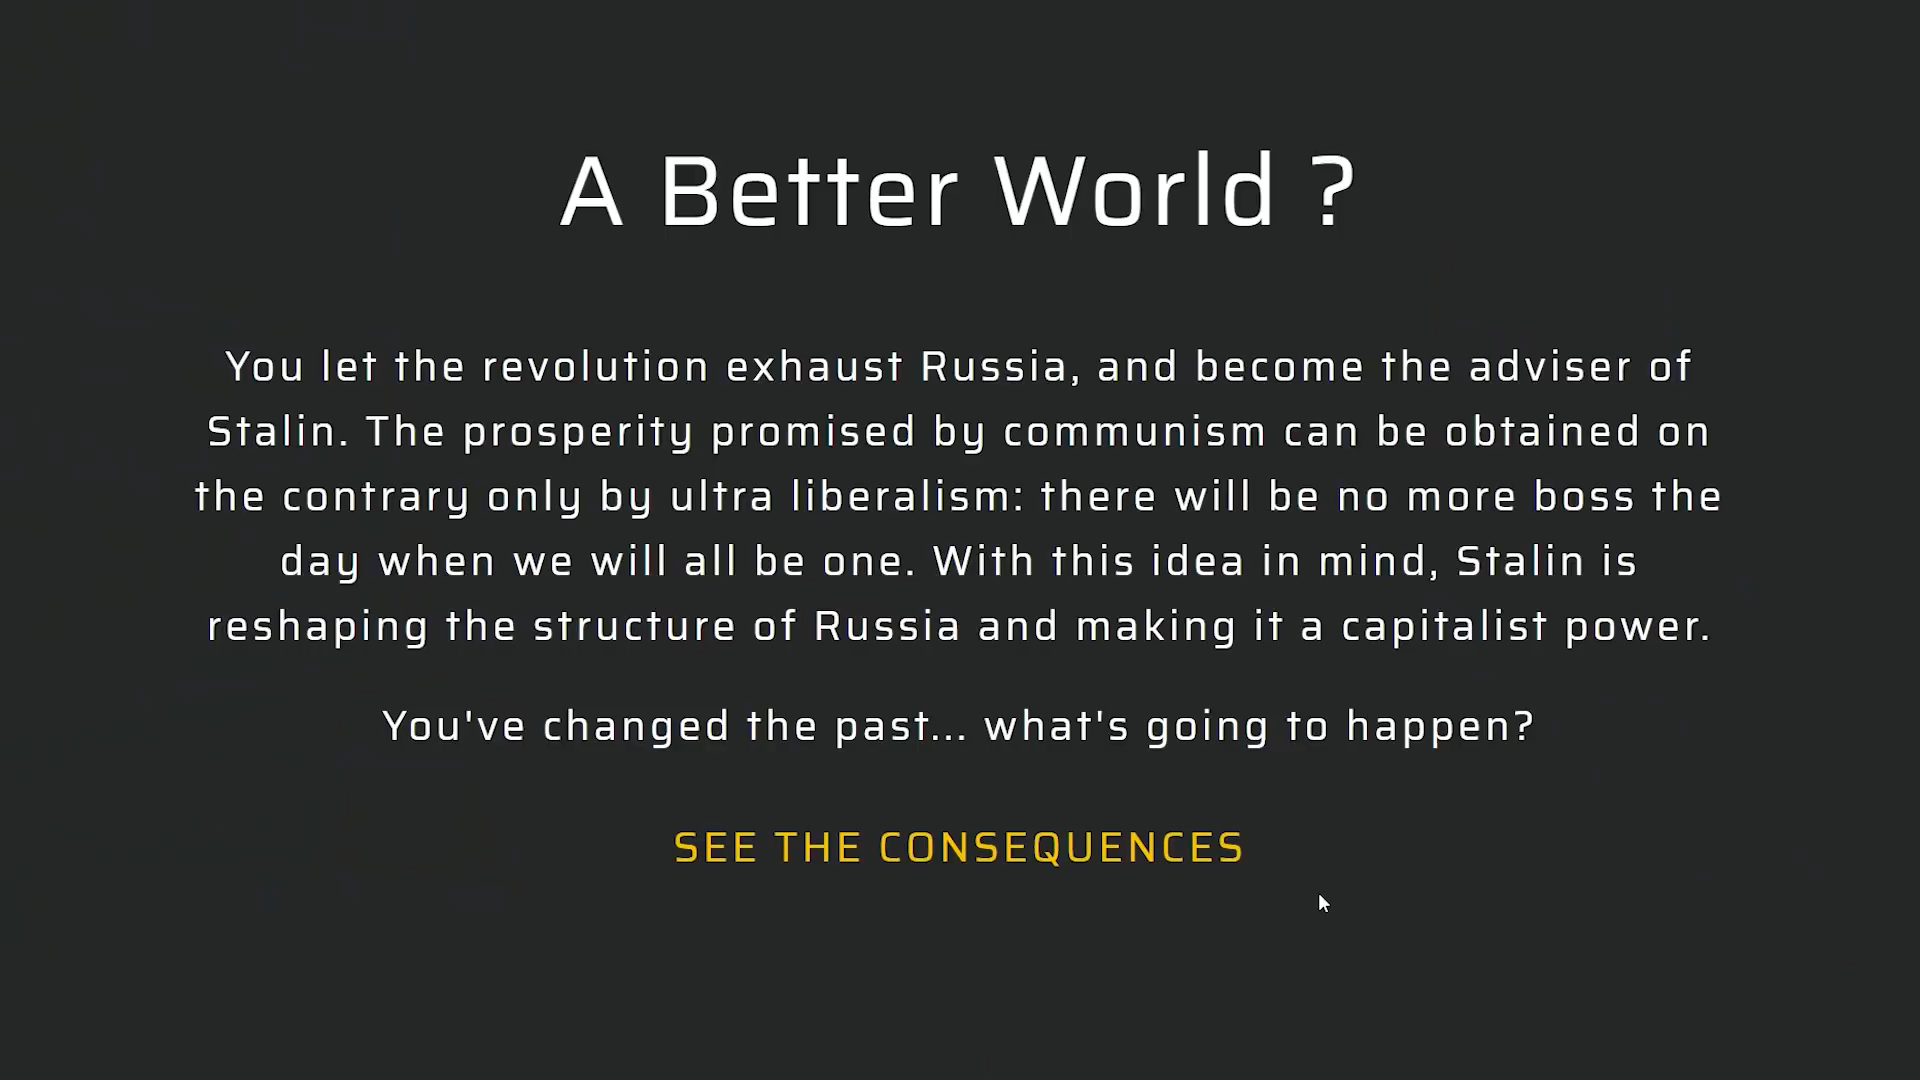 A Better World ?
You let the revolution exhaust Russia, and become the adviser of
Stalin. The prosperity promised by communism can be obtained on
the contrary only by ultra liberalism: there will be no more boss the
day when we will all be one. With this idea in mind, Stalin is
reshaping the structure of Russia and making it a capitalist power.
You've changed the past... what's going to happen?
SEE THE CONSEQUENCES